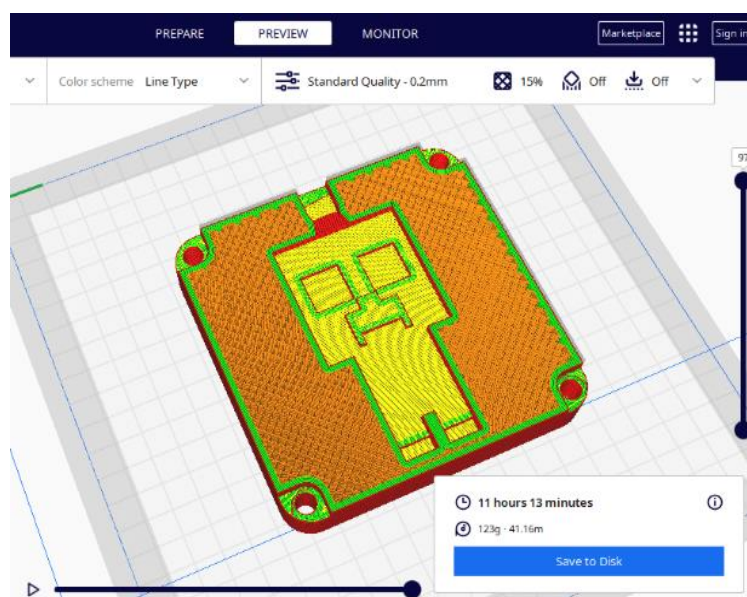 PREPARE PREVIEW MONITOR Marketplace Sign in
Color scheme Line Type Standard Quality - 0.2mm 15% Off Off
97
11 hours 13 minutes
123g · 41.16m
Save to Disk